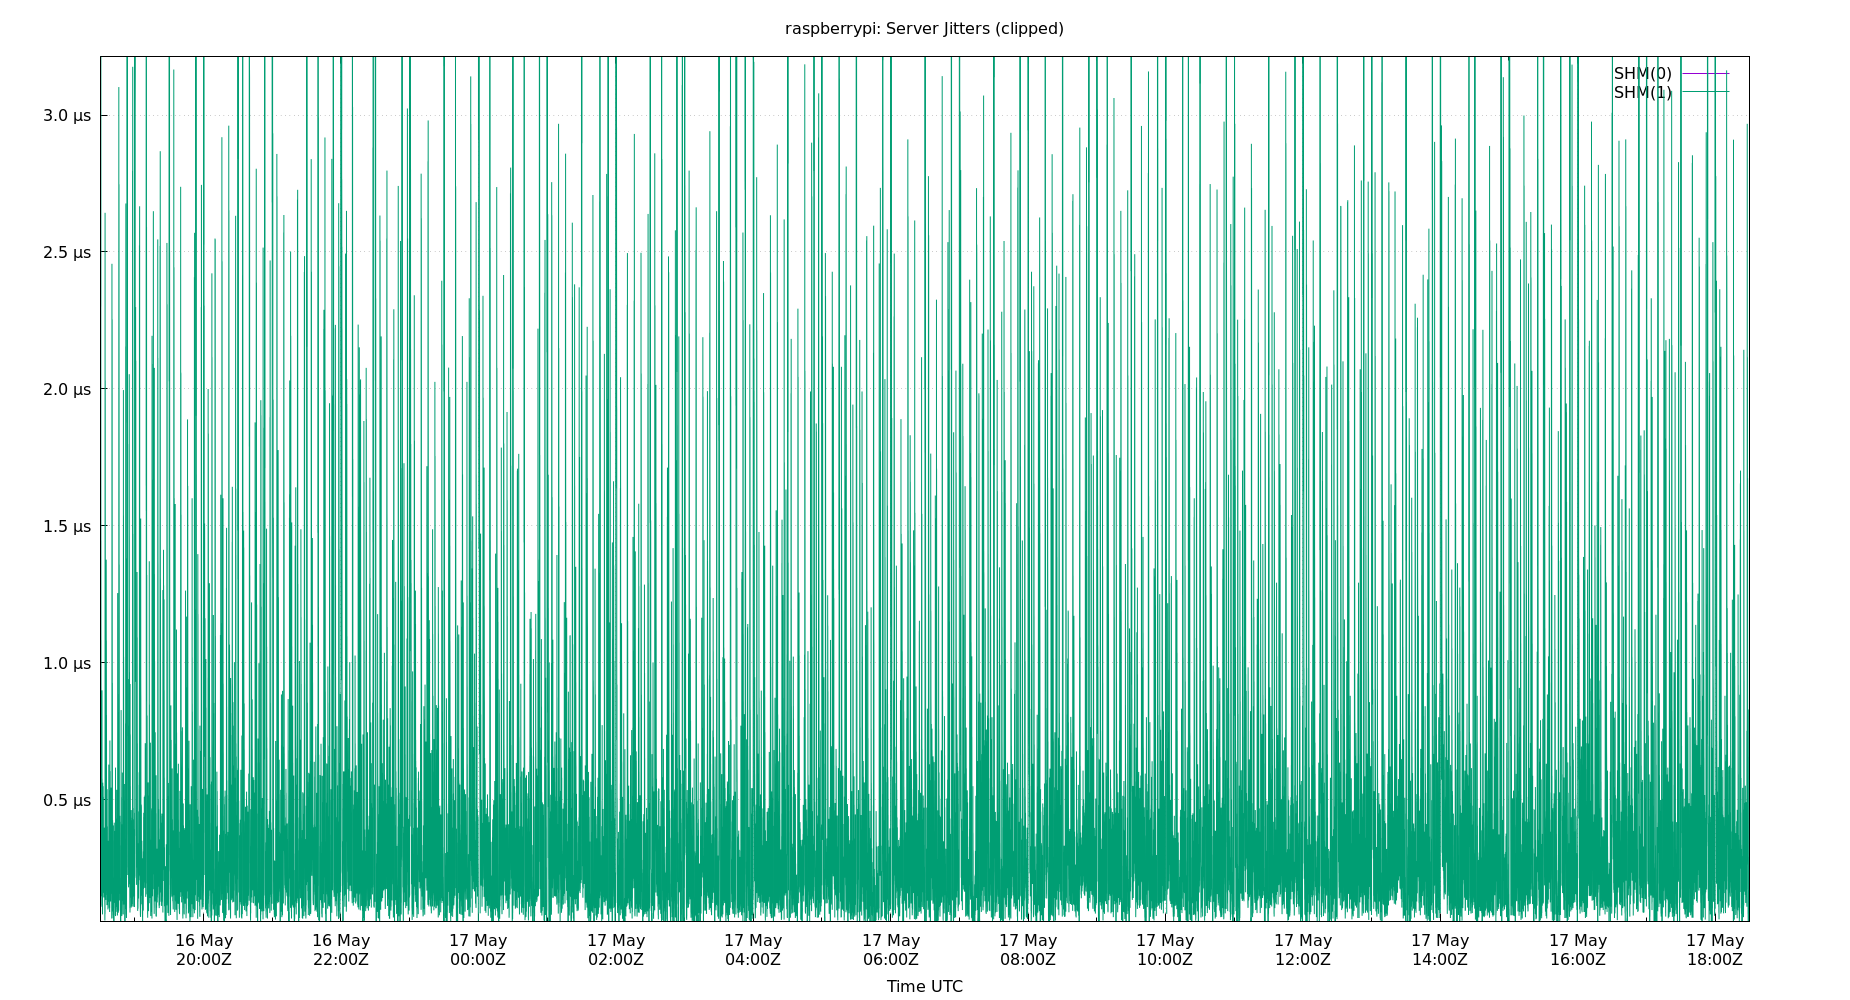 raspberrypi: Server Jitters (clipped)
SHM(0)
SHM(1)
3.0 µs
2.5 µs
2.0 µs
1.5 µs
1.0 µs
0.5 µs
16 May 16 May 17 May 17 May 17 May 17 May 17 May 17 May 17 May 17 May 17 May 17 May
20:00Z 22:00Z 00:00Z 02:00Z 04:00Z 06:00Z 08:00Z 10:00Z 12:00Z 14:00Z 16:00Z 18:00Z
Time UTC